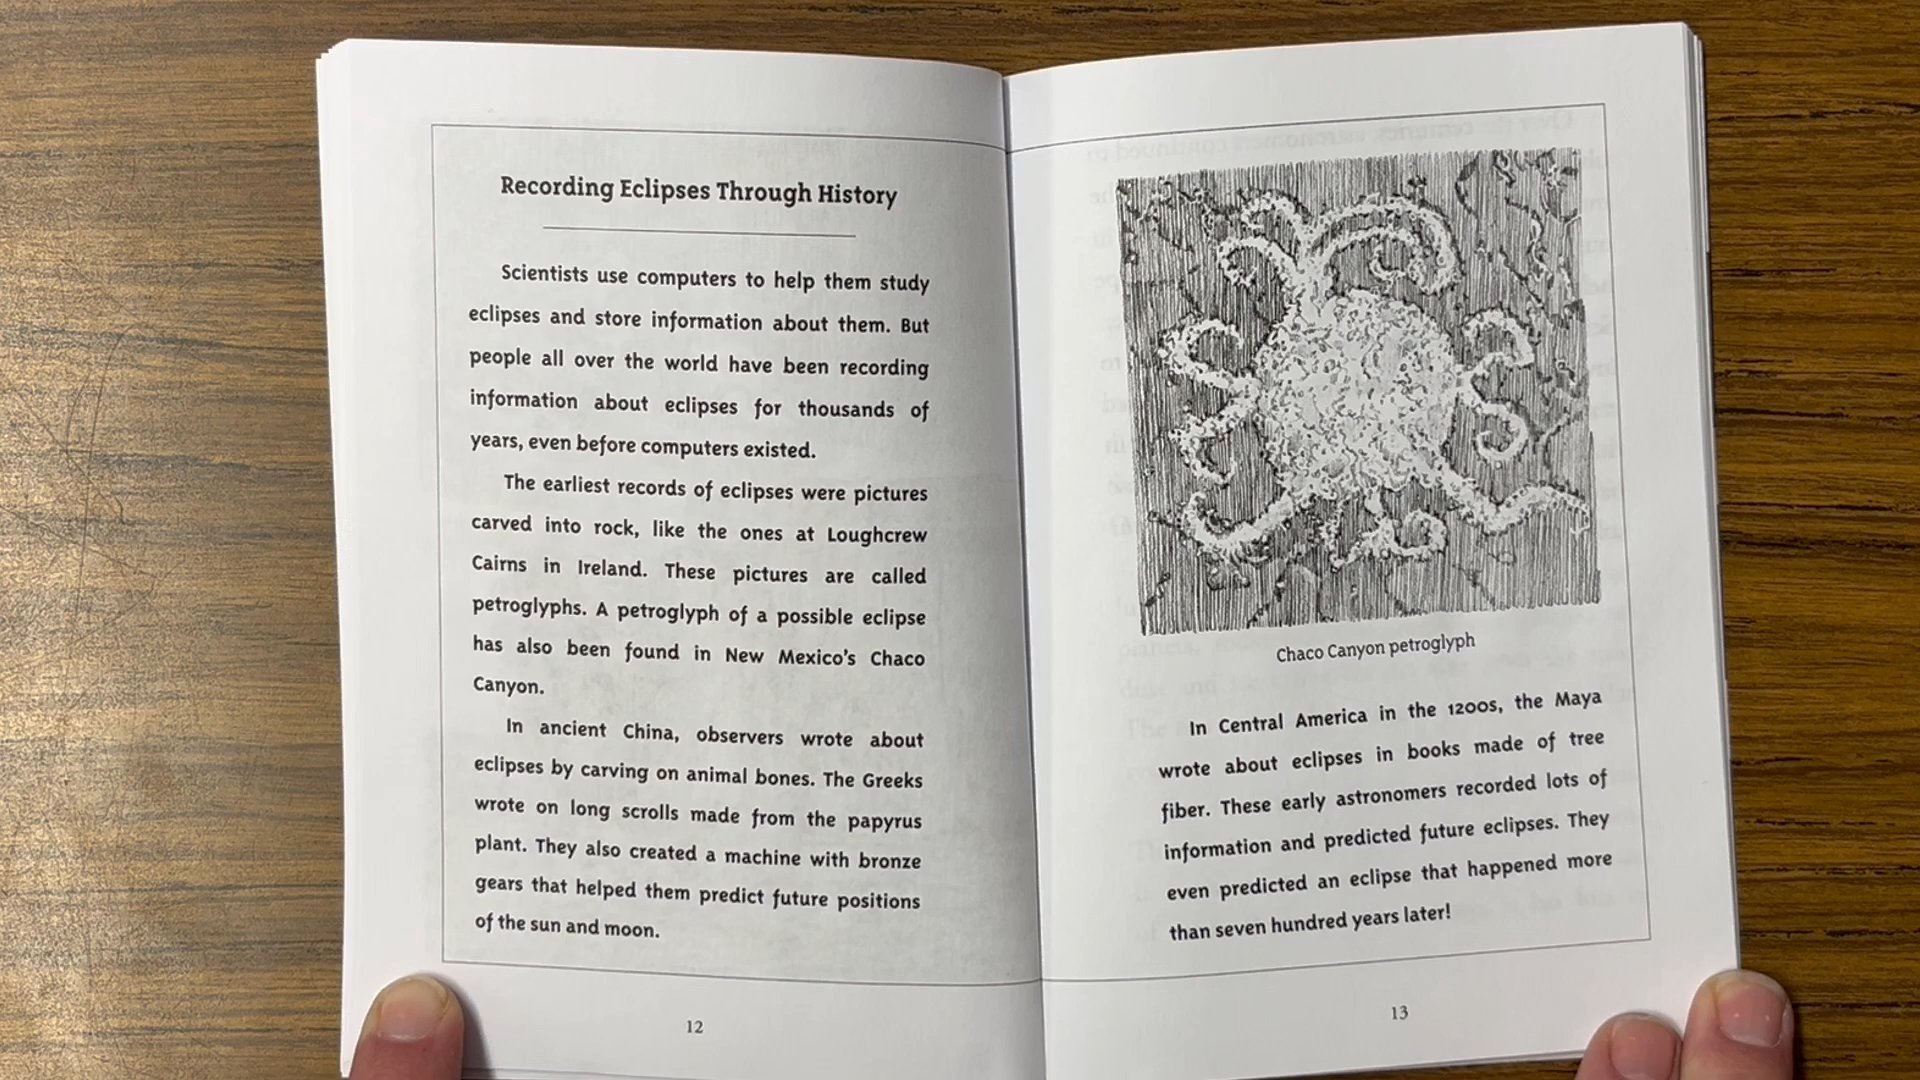 Recording Eclipses Through History
Scientists use computers to help them study
eclipses and store information about them. But
people all over the world have been recording
information about eclipses for thousands of
years, even before computers existed.
The earliest records of eclipses were pictures
carved into rock, like the ones at Loughcrew
Cairns in Ireland. These pictures are called
petroglyphs. A petroglyph of a possible eclipse
has also been found in New Mexico's Chaco
Canyon.
In ancient China, observers wrote about
eclipses by carving on animal bones. The Greeks
wrote on long scrolls made from the papyrus
plant. They also created a machine with bronze
gears that helped them predict future positions
of the sun and moon.
12
Chaco Canyon petroglyph
In Central America in the 1200s, the Maya
wrote about eclipses in books made of tree
fiber. These early astronomers recorded lots of
information and predicted future eclipses. They
even predicted an eclipse that happened more
than seven hundred years later!
13